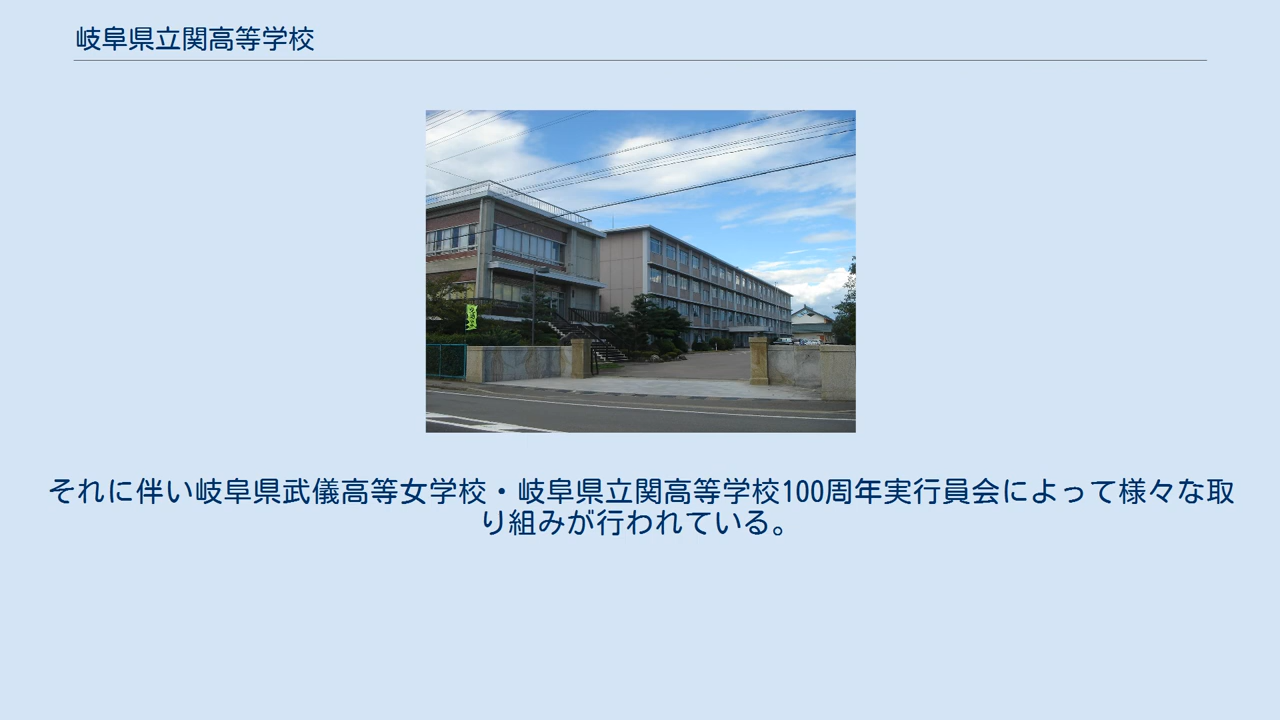 岐阜県立関高等学校
それに伴い岐阜県武儀高等女学校・岐阜県立関高等学校100周年実行員会によって様々な取
り組みが行われている。